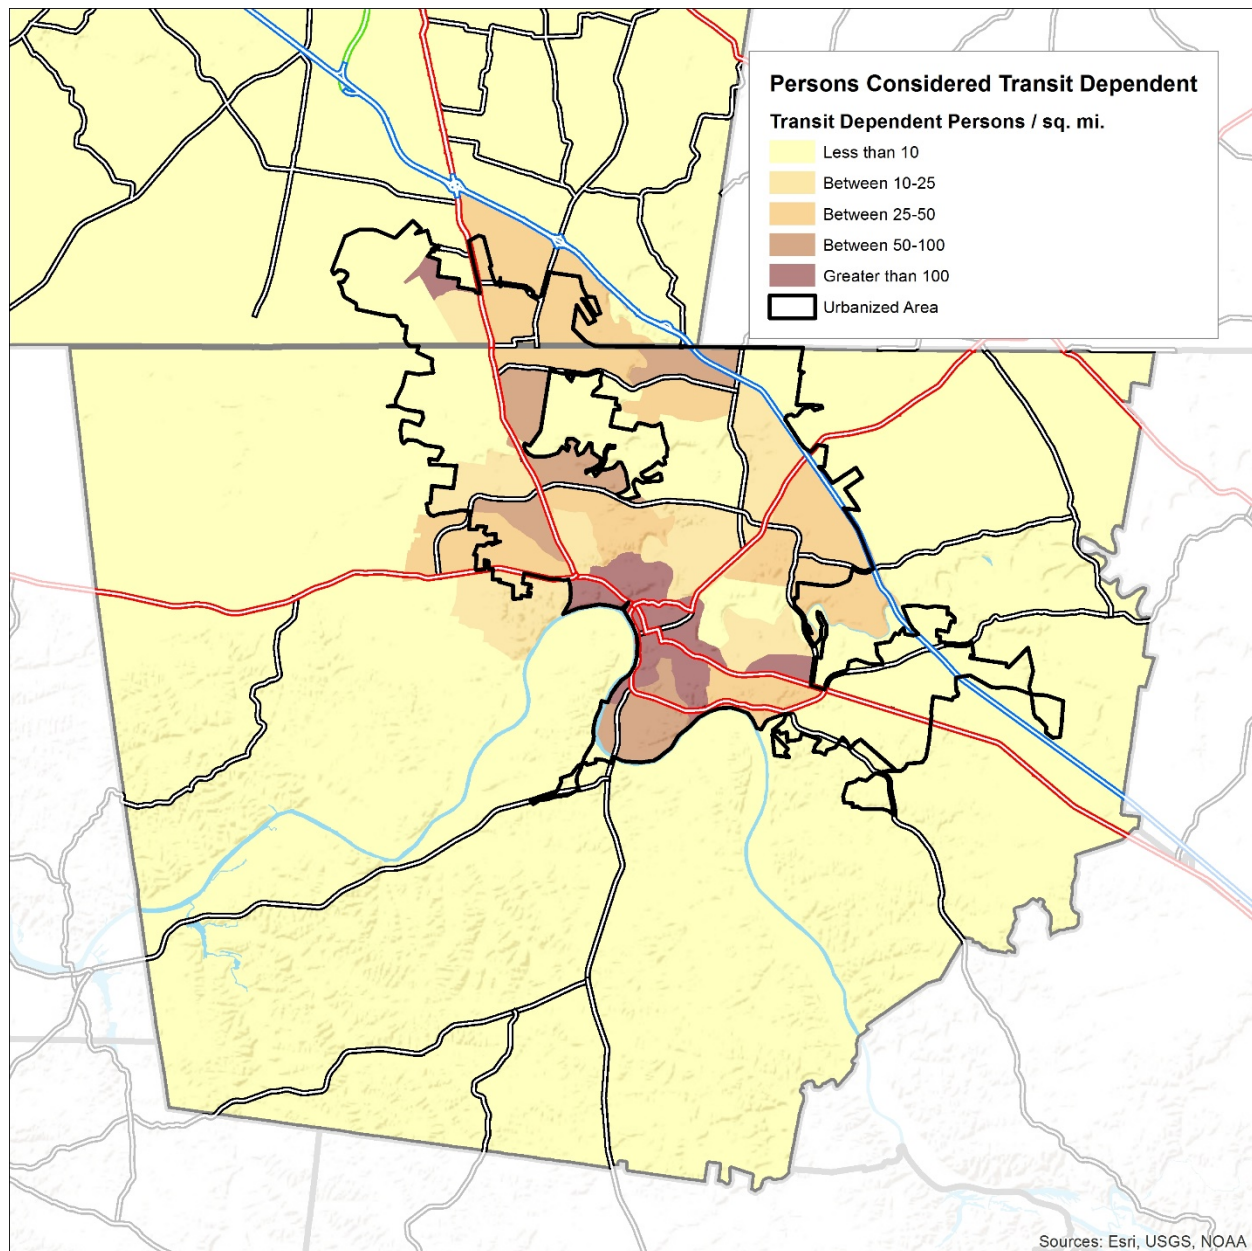 Persons Considered Transit Dependent
Transit Dependent Persons / sq. mi.
Less than 10
Between 10-25
Between 25-50
Between 50-100
Greater than 100
Urbanized Area
Sources: Esri, USGS, NOAA